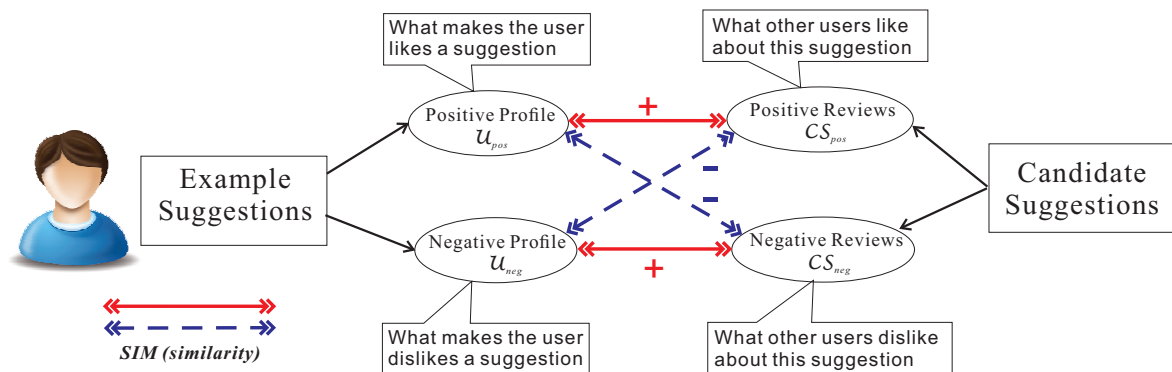 What makes the user
likes a suggestion
What other users like
about this suggestion
+
Positive Profile
U_pos
Positive Reviews
CS_pos
Example
Suggestions
-
-
Candidate
Suggestions
Negative Profile
U_neg
Negative Reviews
CS_neg
+
SIM (similarity)
What makes the user
dislikes a suggestion
What other users dislike
about this suggestion